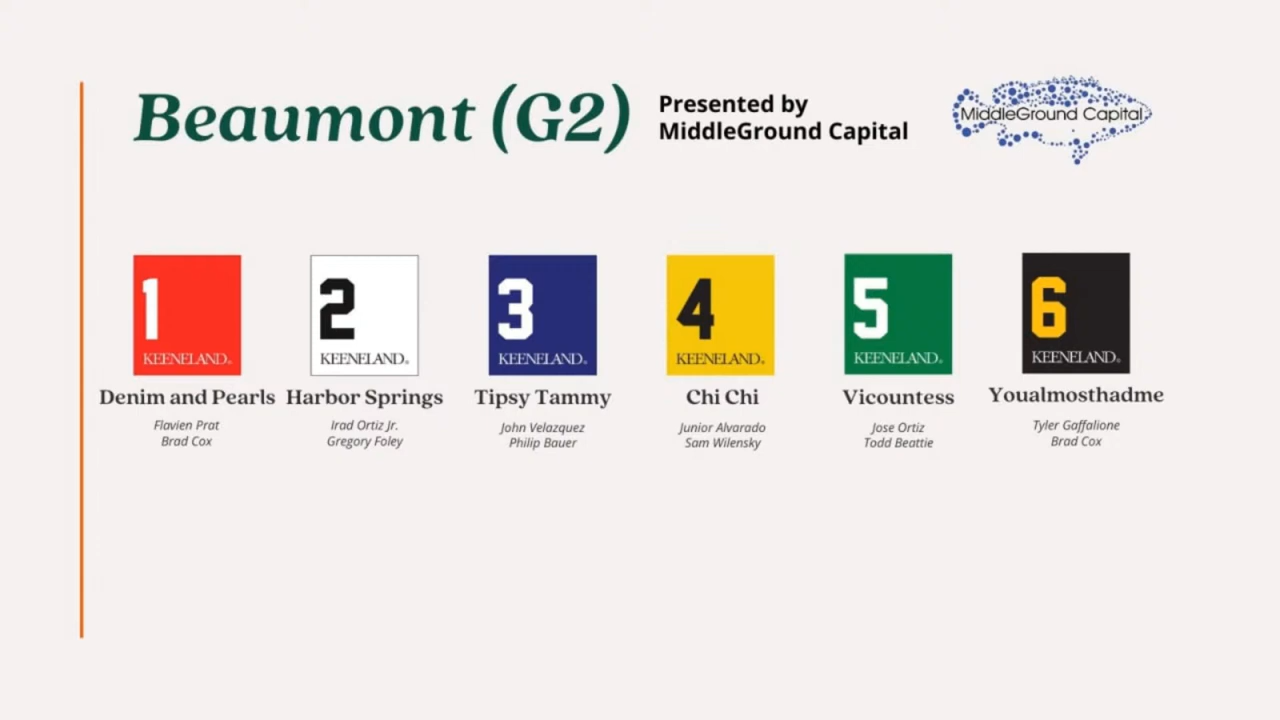 Beaumont (G2)
Presented by
MiddleGround Capital
MiddleGround Capital
1
KEENELAND®
Denim and Pearls
Flavien Prat
Brad Cox
2
KEENELAND®
Harbor Springs
Irad Ortiz Jr.
Gregory Foley
3
KEENELAND®
Tipsy Tammy
John Velazquez
Philip Bauer
4
KEENELAND®
Chi Chi
Junior Alvarado
Sam Wilensky
5
KEENELAND®
Vicountess
Jose Ortiz
Todd Beattie
6
KEENELAND®
Youalmosthadme
Tyler Gaffalione
Brad Cox